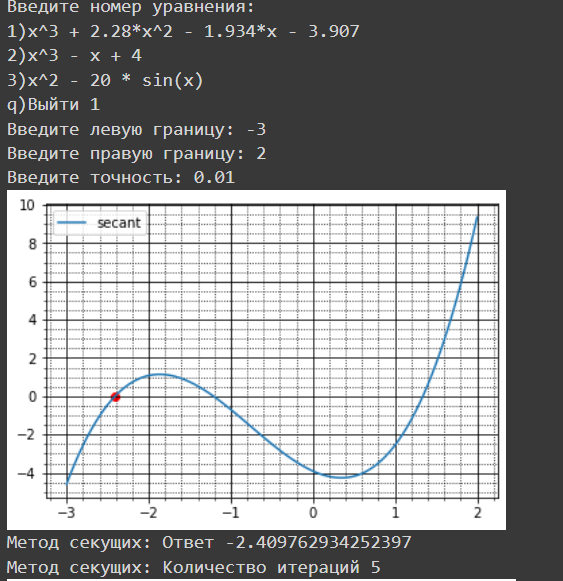 Введите номер уравнения:
1)x^3 + 2.28*x^2 - 1.934*x - 3.907
2)x^3 - x + 4
3)x^2 - 20 * sin(x)
q)Выйти 1
Введите левую границу: -3
Введите правую границу: 2
Введите точность: 0.01
secant
10
8
6
4
2
0
−2
−4
−3 −2 −1 0 1 2
Метод секущих: Ответ -2.409762934252397
Метод секущих: Количество итераций 5